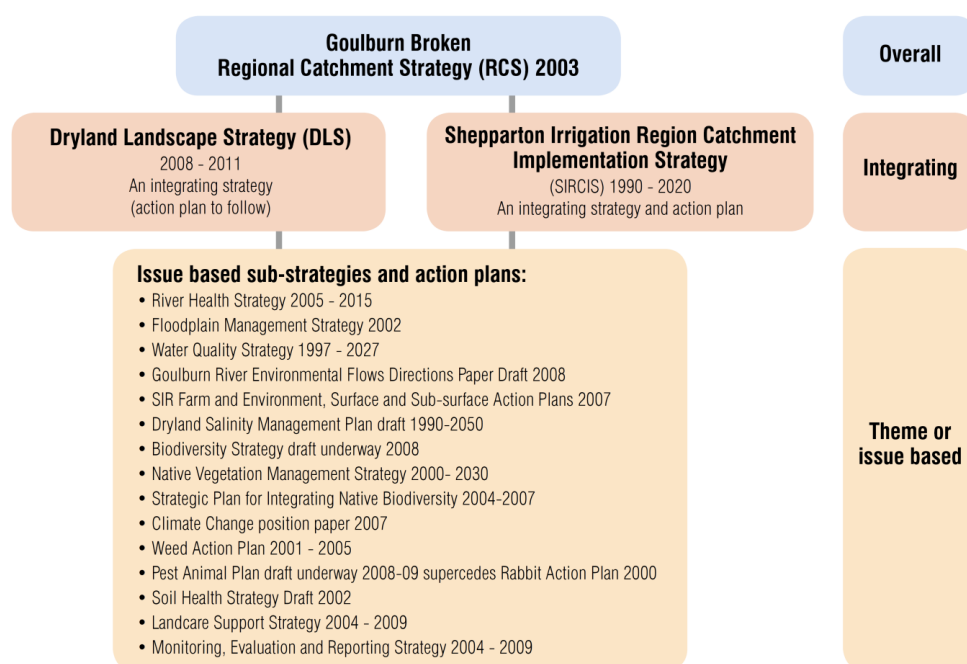 Goulburn Broken
Regional Catchment Strategy (RCS) 2003
Overall
Dryland Landscape Strategy (DLS)
2008 - 2011
An integrating strategy
(action plan to follow)
Shepparton Irrigation Region Catchment
Implementation Strategy
(SIRCIS) 1990 - 2020
An integrating strategy and action plan
Integrating
Issue based sub-strategies and action plans:
• River Health Strategy 2005 - 2015
• Floodplain Management Strategy 2002
• Water Quality Strategy 1997 - 2027
• Goulburn River Environmental Flows Directions Paper Draft 2008
• SIR Farm and Environment, Surface and Sub-surface Action Plans 2007
• Dryland Salinity Management Plan draft 1990-2050
• Biodiversity Strategy draft underway 2008
• Native Vegetation Management Strategy 2000- 2030
• Strategic Plan for Integrating Native Biodiversity 2004-2007
• Climate Change position paper 2007
• Weed Action Plan 2001 - 2005
• Pest Animal Plan draft underway 2008-09 supercedes Rabbit Action Plan 2000
• Soil Health Strategy Draft 2002
• Landcare Support Strategy 2004 - 2009
• Monitoring, Evaluation and Reporting Strategy 2004 - 2009
Theme or
issue based